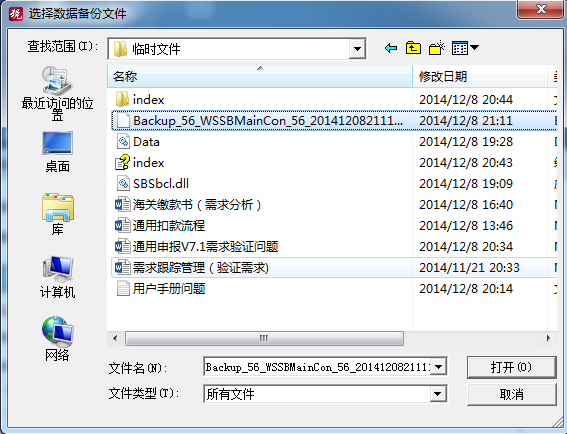 选择数据备份文件
查找范围(I):
临时文件
最近访问的位置
桌面
库
计算机
网络
名称 修改日期
index 2014/12/8 20:44
Backup_56_WSSBMainCon_56_201412082111... 2014/12/8 21:11
Data 2014/12/8 19:28
index 2014/12/8 20:43
SBSbcl.dll 2014/12/8 19:09
海关缴款书（需求分析） 2014/12/8 16:40
通用扣款流程 2014/12/8 13:46
通用申报V7.1需求验证问题 2014/12/8 20:34
需求跟踪管理（验证需求) 2014/11/21 20:33
用户手册问题 2014/12/8 20:14
文件名(N): Backup_56_WSSBMainCon_56_201412082111 打开(O)
文件类型(T): 所有文件 取消